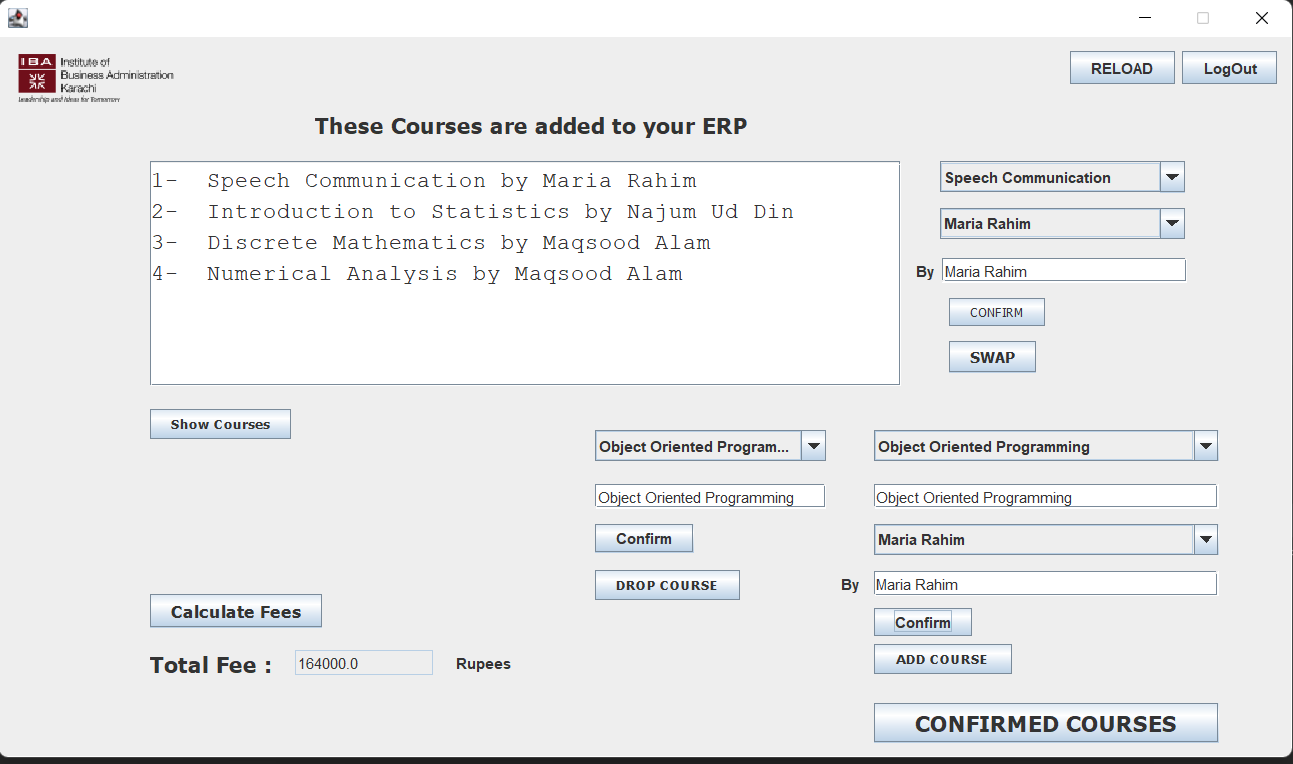 IBA Institute of
Business Administration
Karachi
Leadership and Ideas for Tomorrow
RELOAD LogOut
These Courses are added to your ERP
1- Speech Communication by Maria Rahim
2- Introduction to Statistics by Najum Ud Din
3- Discrete Mathematics by Maqsood Alam
4- Numerical Analysis by Maqsood Alam
Speech Communication
Maria Rahim
By Maria Rahim
CONFIRM
SWAP
Show Courses
Object Oriented Program...
Object Oriented Programming
Confirm
DROP COURSE
Object Oriented Programming
Object Oriented Programming
Maria Rahim
By Maria Rahim
Confirm
ADD COURSE
Calculate Fees
Total Fee : 164000.0 Rupees
CONFIRMED COURSES